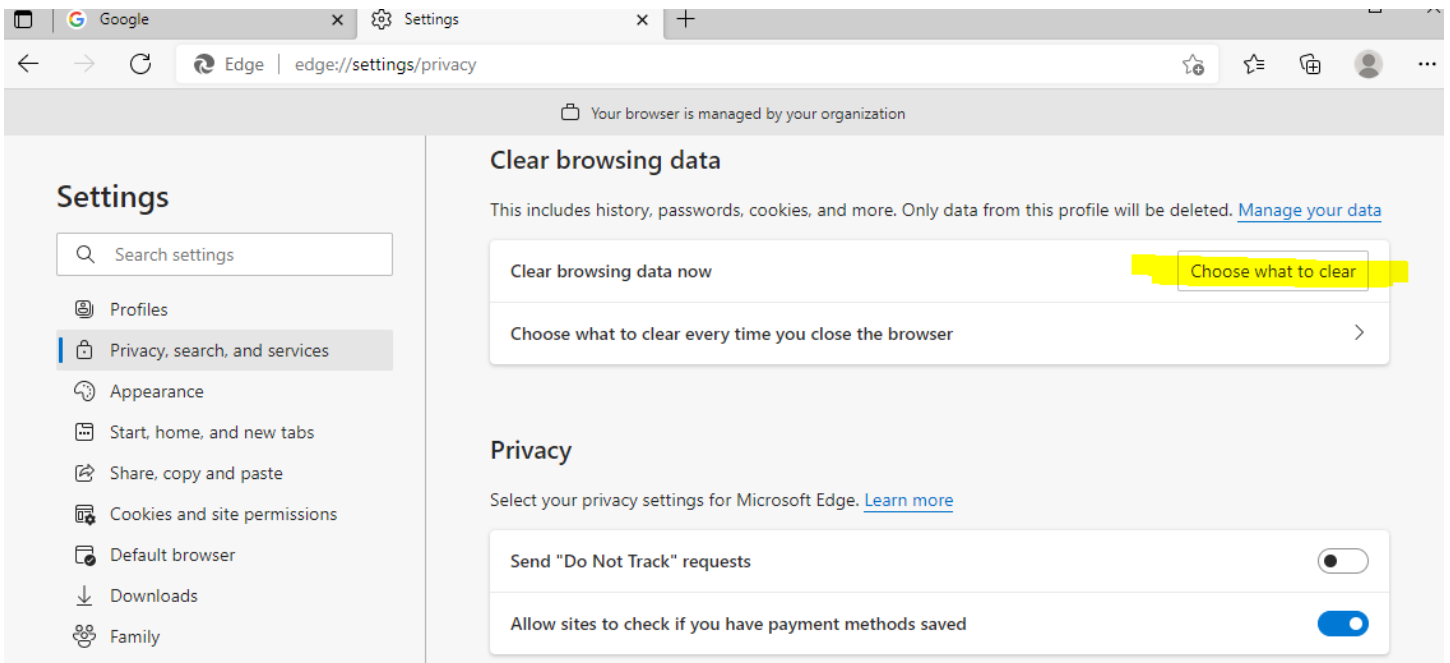 Google
Settings
Edge
edge://settings/privacy
Your browser is managed by your organization
Settings
Search settings
Profiles
Privacy, search, and services
Appearance
Start, home, and new tabs
Share, copy and paste
Cookies and site permissions
Default browser
Downloads
Family
Clear browsing data
This includes history, passwords, cookies, and more. Only data from this profile will be deleted. Manage your data
Clear browsing data now
Choose what to clear
Choose what to clear every time you close the browser
Privacy
Select your privacy settings for Microsoft Edge. Learn more
Send "Do Not Track" requests
Allow sites to check if you have payment methods saved